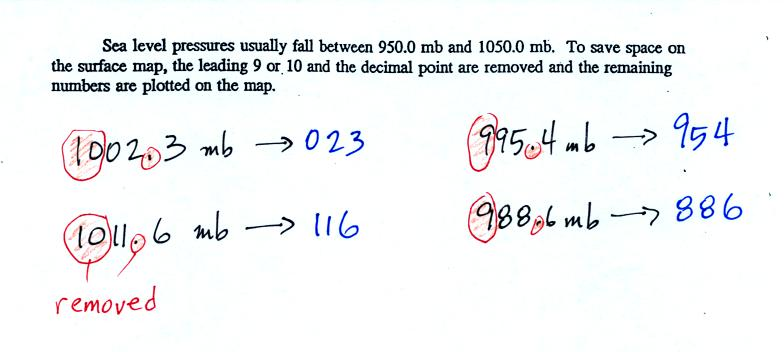 Sea level pressures usually fall between 950.0 mb and 1050.0 mb. To save space on
the surface map, the leading 9 or 10 and the decimal point are removed and the remaining
numbers are plotted on the map.
1002.3 mb → 023
995.4 mb → 954
1011.6 mb → 116
988.6 mb → 886
removed